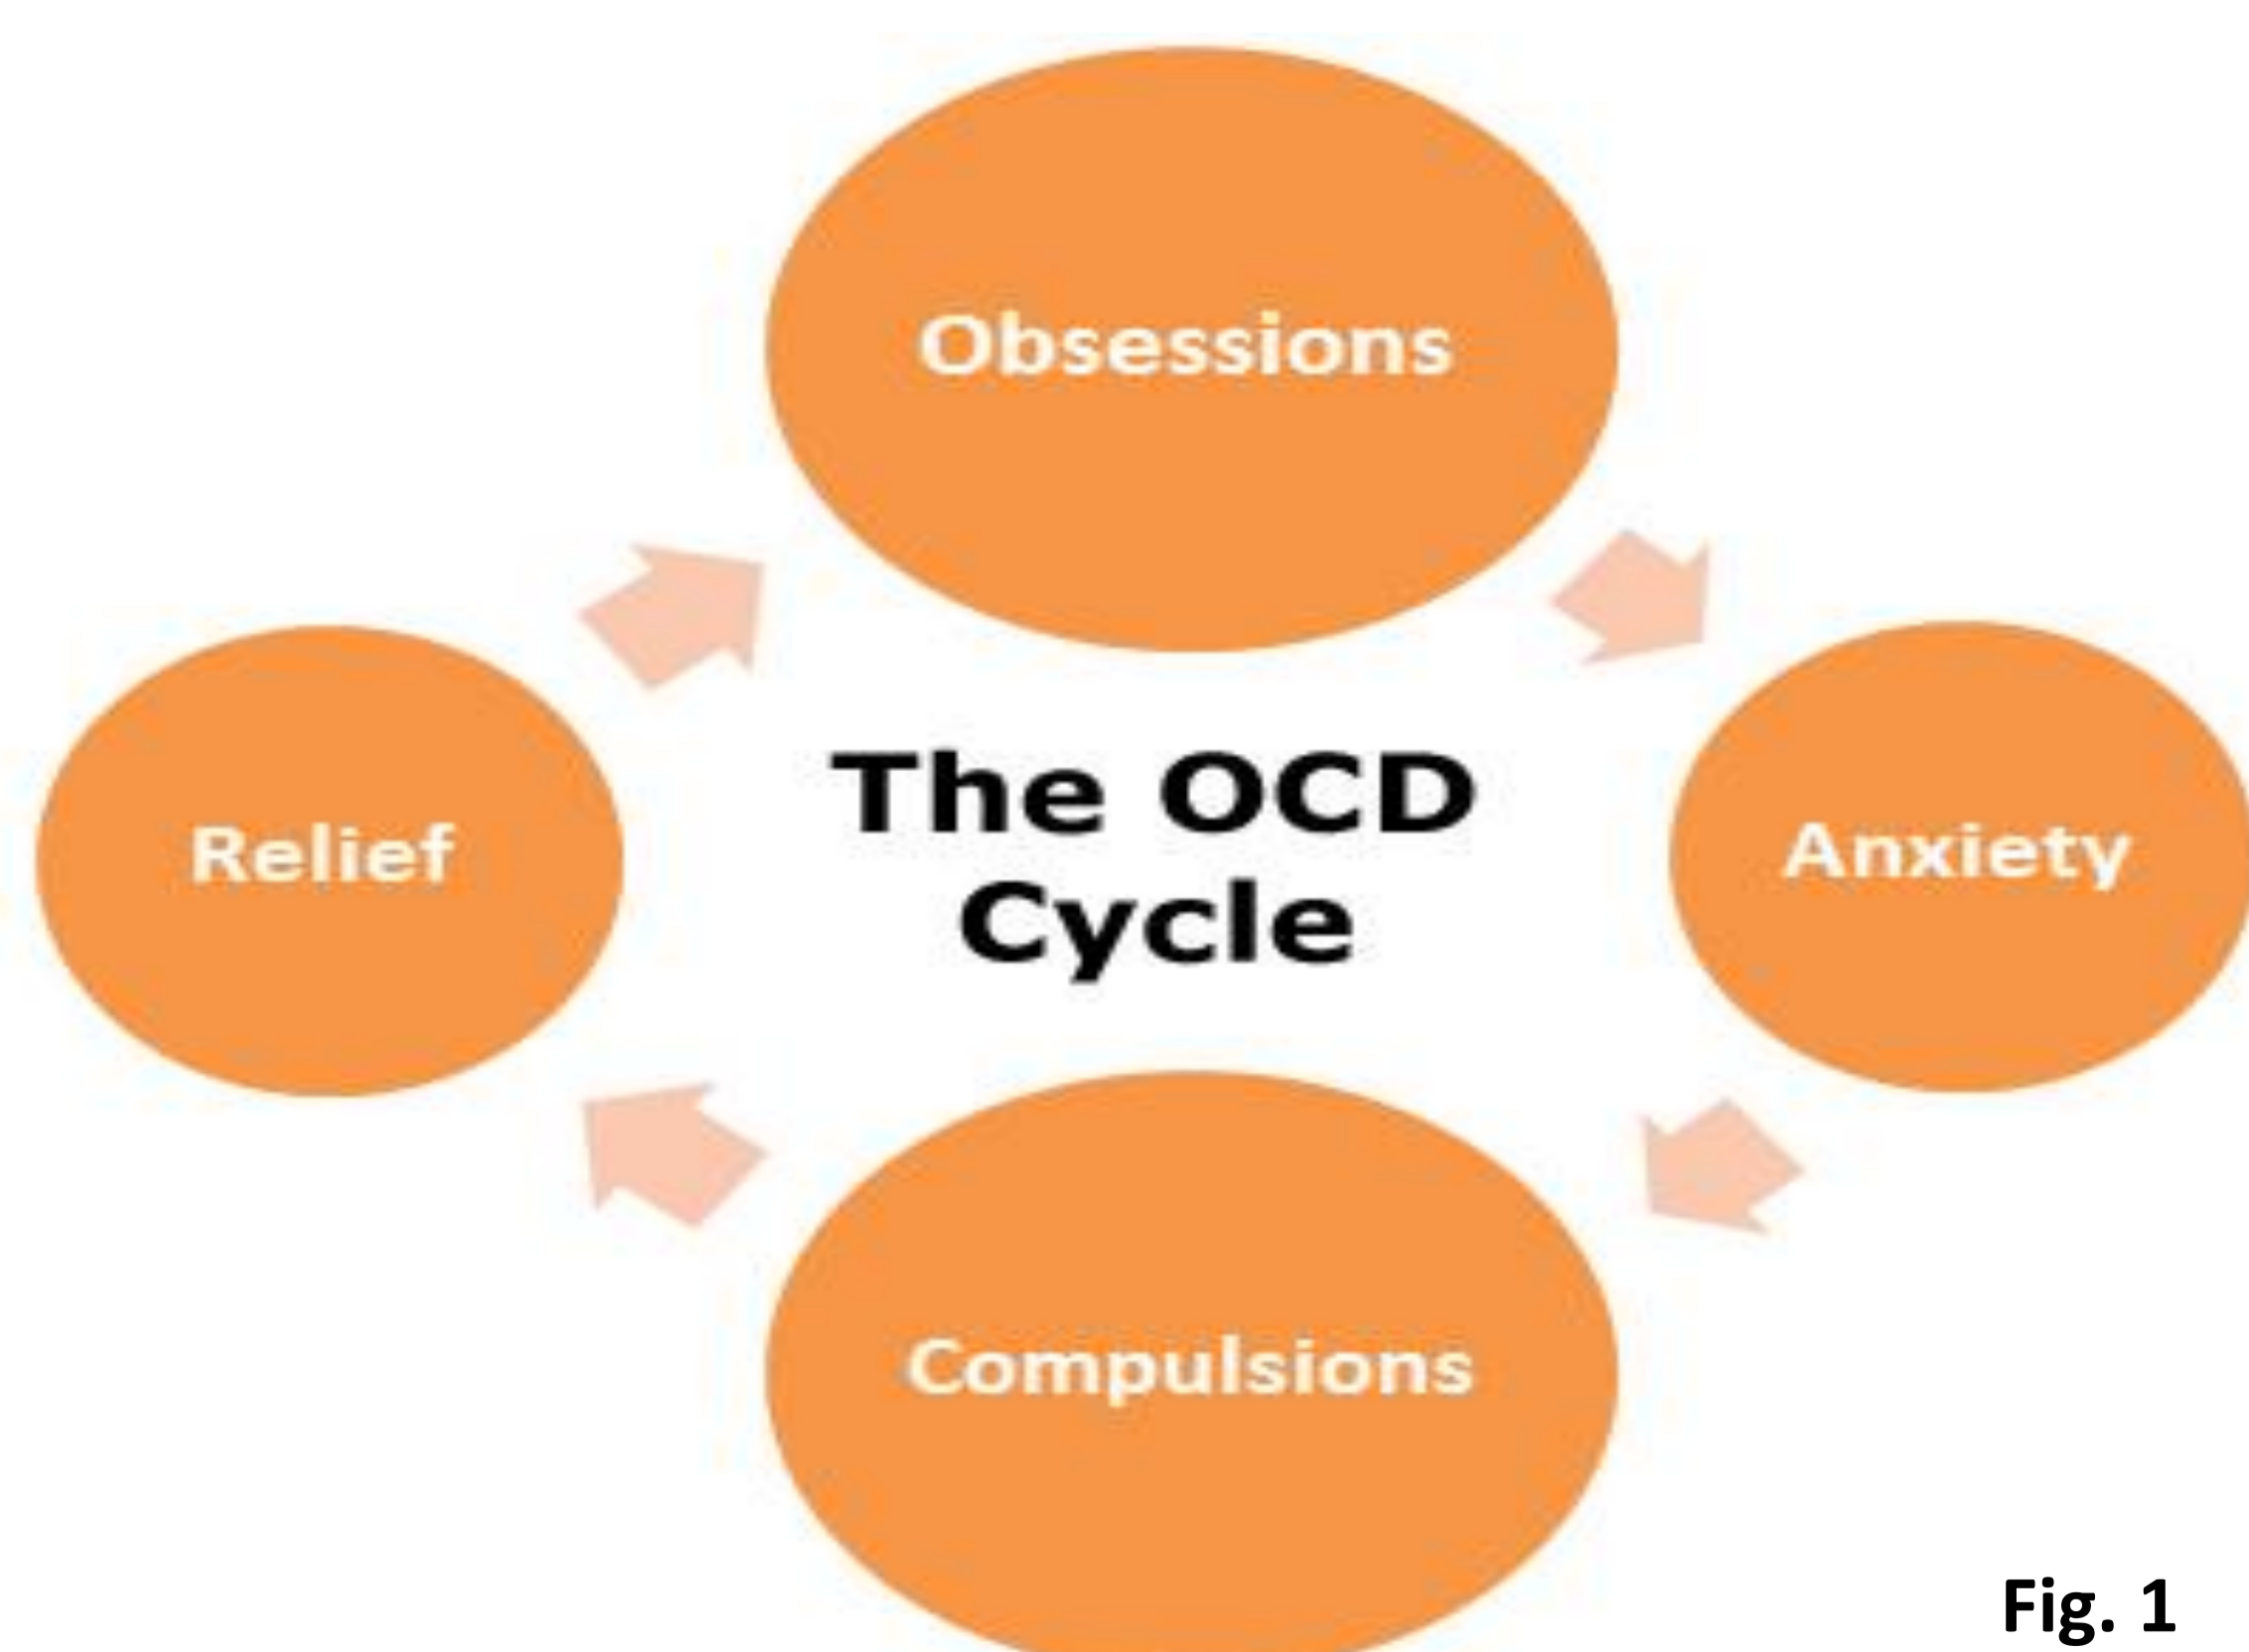 Obsessions
The OCD
Cycle
Relief
Anxiety
Compulsions
Fig. 1